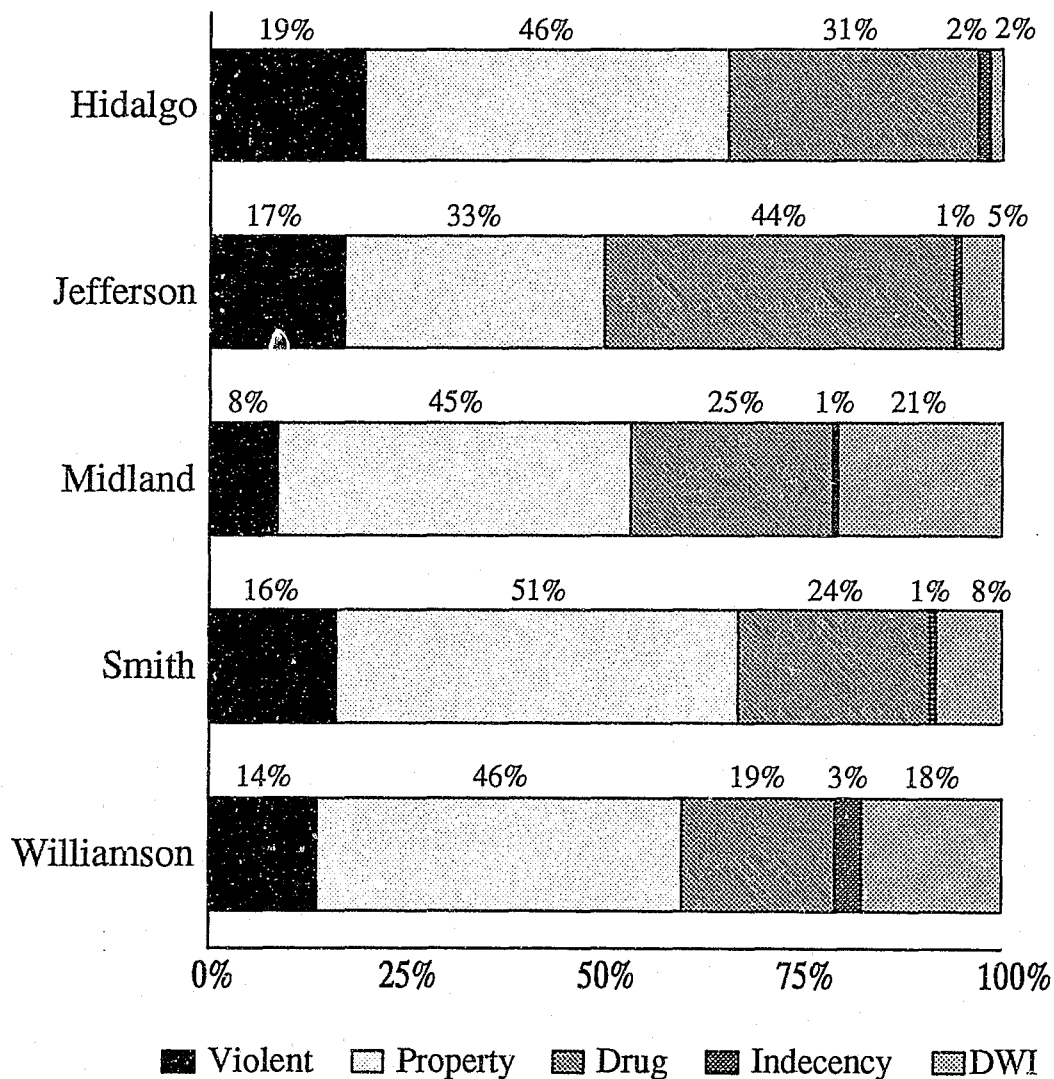 19% 46% 31% 2% 2%
Hidalgo
17% 33% 44% 1% 5%
Jefferson
8% 45% 25% 1% 21%
Midland
16% 51% 24% 1% 8%
Smith
14% 46% 19% 3% 18%
Williamson
0% 25% 50% 75% 100%
Violent Property Drug Indecency DWI